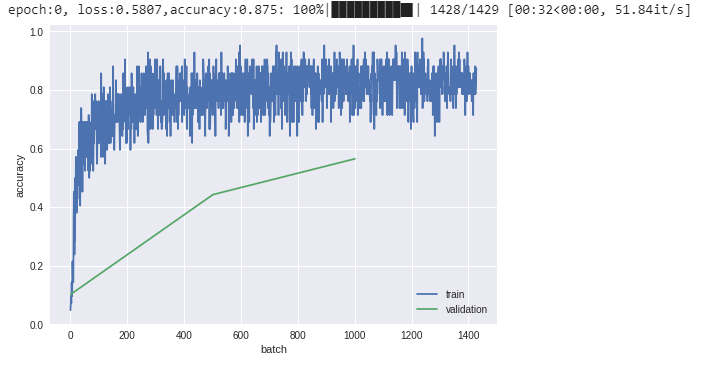 epoch:0, loss:0.5807,accuracy:0.875: 100%|██████████| 1428/1429 [00:32<00:00, 51.84it/s]
1.0
0.8
0.6
0.4
0.2
0.0
accuracy
0 200 400 600 800 1000 1200 1400
batch
train
validation